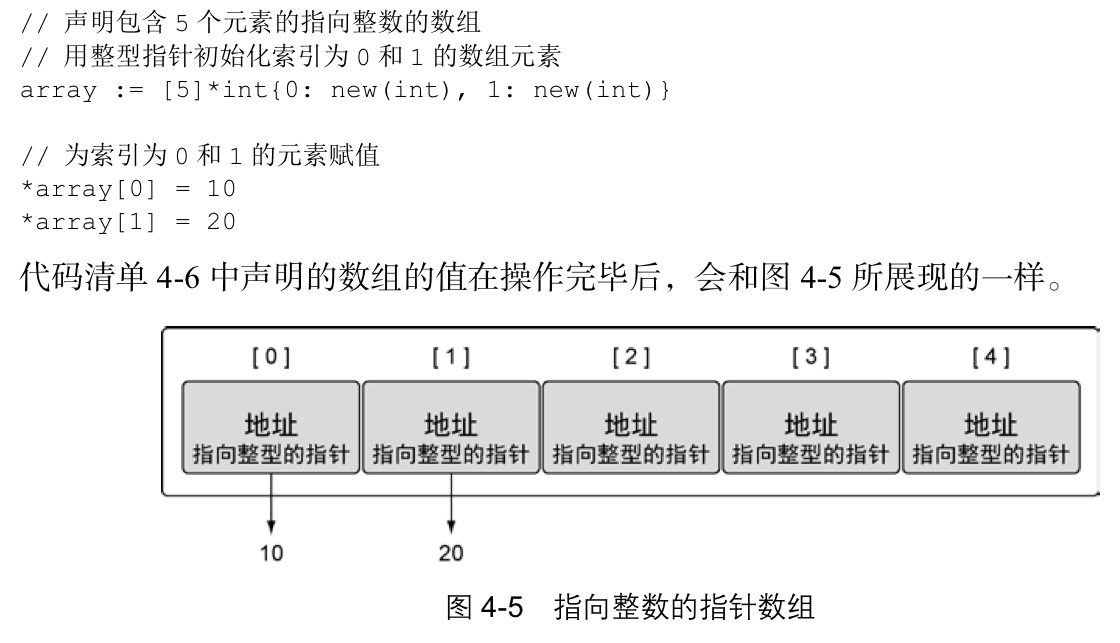 // 声明包含 5 个元素的指向整数的数组
// 用整型指针初始化索引为 0 和 1 的数组元素
array := [5]*int{0: new(int), 1: new(int)}
// 为索引为 0 和 1 的元素赋值
*array[0] = 10
*array[1] = 20
代码清单 4-6 中声明的数组的值在操作完毕后，会和图 4-5 所展现的一样。
[0] [1] [2] [3] [4]
地址 地址 地址 地址 地址
指向整型的指针 指向整型的指针 指向整型的指针 指向整型的指针 指向整型的指针
10 20
图 4-5 指向整数的指针数组